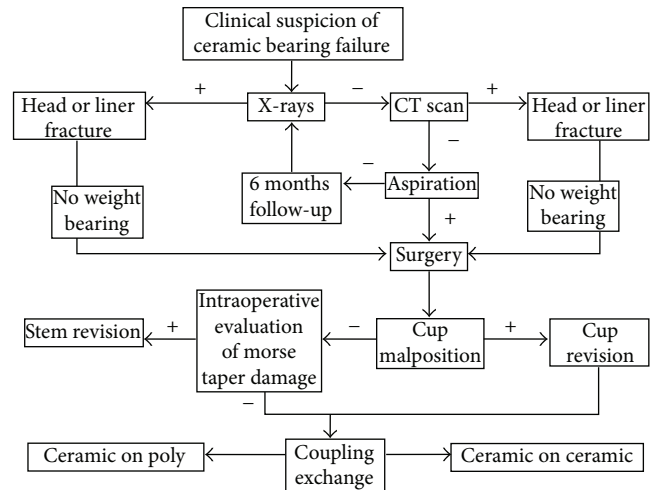 Clinical suspicion of
ceramic bearing failure
+
−
+
Head or liner
fracture
X-rays
CT scan
Head or liner
fracture
−
−
No weight
bearing
6 months
follow-up
Aspiration
No weight
bearing
+
Surgery
Intraoperative
evaluation
of morse
taper damage
Stem revision
+
−
Cup
malposition
+
Cup
revision
−
Ceramic on poly
Coupling
exchange
Ceramic on ceramic